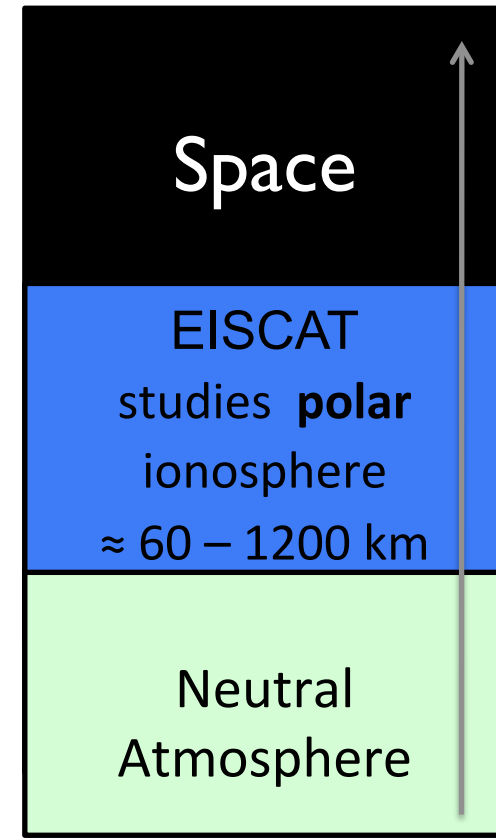 Space
EISCAT
studies polar
ionosphere
≈ 60 – 1200 km
Neutral
Atmosphere